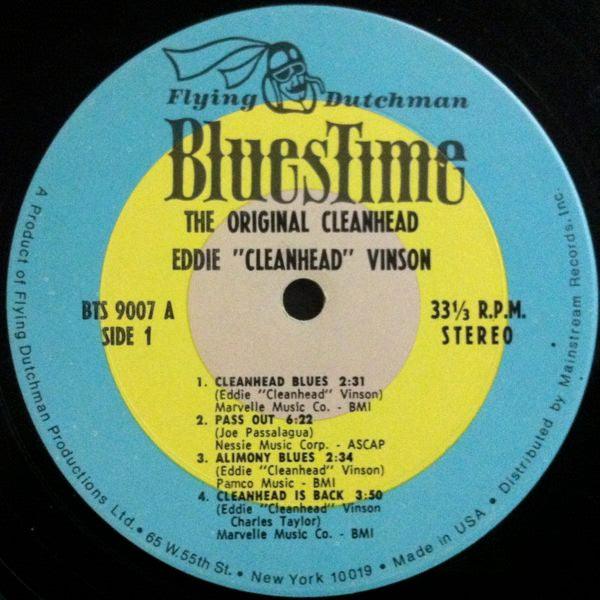 Flying Dutchman
BluesTime
THE ORIGINAL CLEANHEAD
EDDIE "CLEANHEAD" VINSON
BTS 9007 A
SIDE 1
33⅓ R.P.M.
STEREO
1. CLEANHEAD BLUES 2:31
(Eddie "Cleanhead" Vinson)
Marvelle Music Co. - BMI
2. PASS OUT 6:22
(Joe Passalagua)
Nessie Music Corp. - ASCAP
3. ALIMONY BLUES 2:34
(Eddie "Cleanhead" Vinson)
Pamco Music - BMI
4. CLEANHEAD IS BACK 3:50
(Eddie "Cleanhead" Vinson
Charles Taylor)
Marvelle Music Co. - BMI
A Product of Flying Dutchman Productions Ltd. • 65 W. 55th St. • New York 10019 • Made in USA • Distributed by Mainstream Records, Inc.